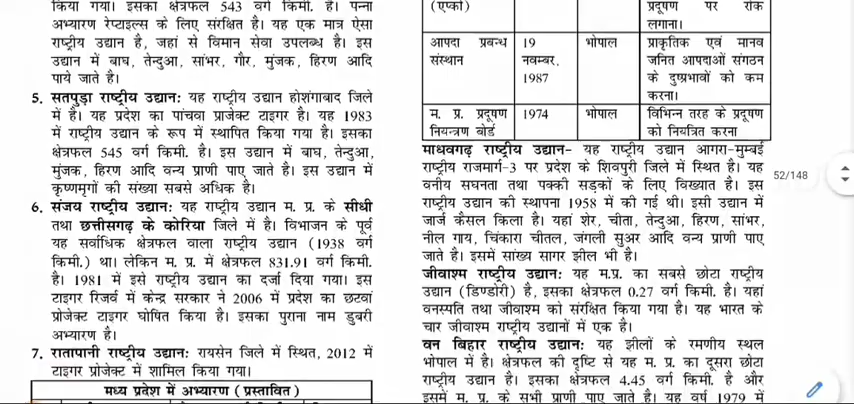 किया गया। इसका क्षेत्रफल 543 वर्ग किमी. है। पन्ना
अभ्यारण रेप्टाइल्स के लिए संरक्षित है। यह एक मात्र ऐसा
राष्ट्रीय उद्यान है, जहां से विमान सेवा उपलब्ध है। इस
उद्यान में बाघ, तेन्दुआ, सांभर, गौर, मुंजक, हिरण आदि
पाये जाते है।
5. सतपुड़ा राष्ट्रीय उद्यान: यह राष्ट्रीय उद्यान होशंगाबाद जिले
में है। यह प्रदेश का पांचवा प्राजेक्ट टाइगर है। यह 1983
में राष्ट्रीय उद्यान के रूप में स्थापित किया गया है। इसका
क्षेत्रफल 545 वर्ग किमी. है। इस उद्यान में बाघ, तेन्दुआ,
मुंजक, हिरण आदि वन्य प्राणी पाए जाते है। इस उद्यान में
कृष्णमृगों की संख्या सबसे अधिक है।
6. संजय राष्ट्रीय उद्यान: यह राष्ट्रीय उद्यान म. प्र. के सीधी
तथा छत्तीसगढ़ के कोरिया जिले में है। विभाजन के पूर्व
यह सर्वाधिक क्षेत्रफल वाला राष्ट्रीय उद्यान (1938 वर्ग
किमी.) था। लेकिन म. प्र. में क्षेत्रफल 831.91 वर्ग किमी.
है। 1981 में इसे राष्ट्रीय उद्यान का दर्जा दिया गया। इस
टाइगर रिजर्व में केन्द्र सरकार ने 2006 में प्रदेश का छटवां
प्रोजेक्ट टाइगर घोषित किया है। इसका पुराना नाम डुबरी
अभ्यारण है।
7. रातापानी राष्ट्रीय उद्यान: रायसेन जिले में स्थित, 2012 में
टाइगर प्रोजेक्ट में शामिल किया गया।
मध्य प्रदेश में अभ्यारण (प्रस्तावित)
(एप्को) प्रदूषण पर रोक
लगाना।
आपदा प्रबन्ध 19 भोपाल प्राकृतिक एवं मानव
संस्थान नवम्बर, जनित आपदाओं संगठन
1987 के दुष्प्रभावों को कम
करना।
म. प्र. प्रदूषण 1974 भोपाल विभिन्न तरह के प्रदूषण
नियन्त्रण बोर्ड को नियत्रित करना
माधवगढ़ राष्ट्रीय उद्यान- यह राष्ट्रीय उद्यान आगरा-मुम्बई
राष्ट्रीय राजमार्ग-3 पर प्रदेश के शिवपुरी जिले में स्थित है। यह
वनीय सघनता तथा पक्की सड़कों के लिए विख्यात है। इस
राष्ट्रीय उद्यान की स्थापना 1958 में की गई थी। इसी उद्यान में
जार्ज कैसल किला है। यहां शेर, चीता, तेन्दुआ, हिरण, सांभर,
नील गाय, चिंकारा चीतल, जंगली सुअर आदि वन्य प्राणी पाए
जाते है। इसमें सांख्य सागर झील भी है।
जीवाश्म राष्ट्रीय उद्यान: यह म.प्र. का सबसे छोटा राष्ट्रीय
उद्यान (डिण्डोरी) है, इसका क्षेत्रफल 0.27 वर्ग किमी. है। यहां
वनस्पति तथा जीवाश्म को संरक्षित किया गया है। यह भारत के
चार जीवाश्म राष्ट्रीय उद्यानों में एक है।
वन बिहार राष्ट्रीय उद्यान: यह झीलों के रमणीय स्थल
भोपाल में है। क्षेत्रफल की दृष्टि से यह म. प्र. का दूसरा छोटा
राष्ट्रीय उद्यान है। इसका क्षेत्रफल 4.45 वर्ग किमी. है और
इसमें म. प्र. के सभी प्राणी पाए जाते है। यह वर्ष 1979 में
52/148